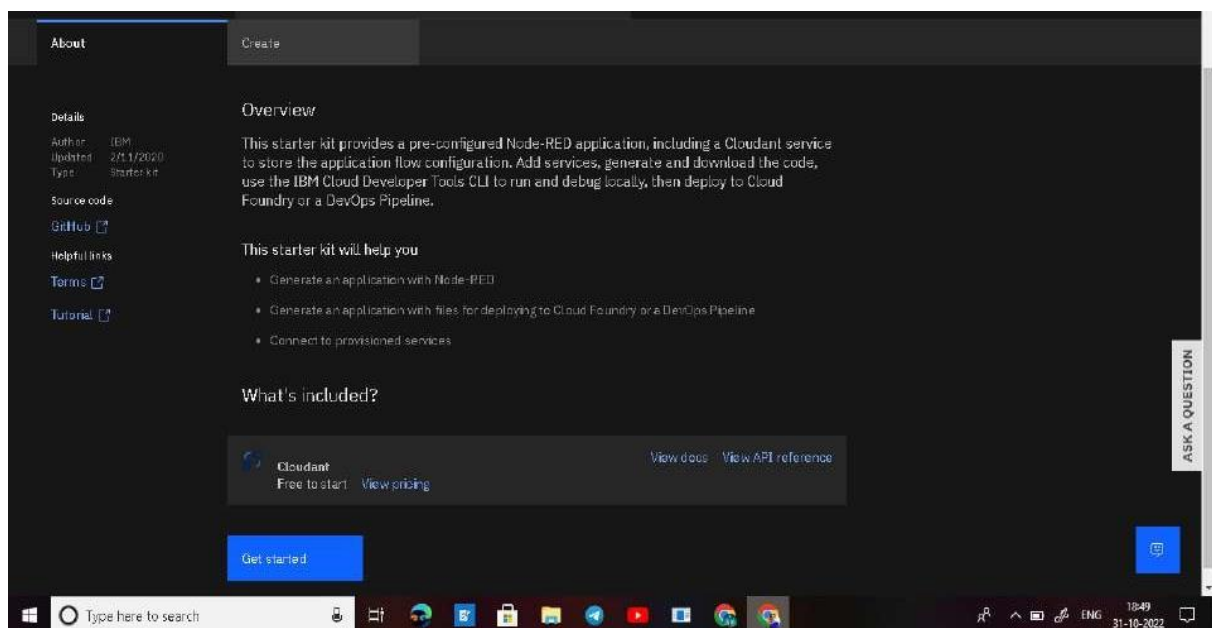 About
Create
Details
Author IBM
Updated 2/11/2020
Type Starter kit
Source code
GitHub
Helpful links
Terms
Tutorial
Overview
This starter kit provides a pre-configured Node-RED application, including a Cloudant service
to store the application flow configuration. Add services, generate and download the code,
use the IBM Cloud Developer Tools CLI to run and debug locally, then deploy to Cloud
Foundry or a DevOps Pipeline.
This starter kit will help you
Generate an application with Node-RED
Generate an application with files for deploying to Cloud Foundry or a DevOps Pipeline
Connect to provisioned services
What's included?
Cloudant
Free to start View pricing
View docs View API reference
Get started
ASK A QUESTION
Type here to search
ENG
18:49
31-10-2022